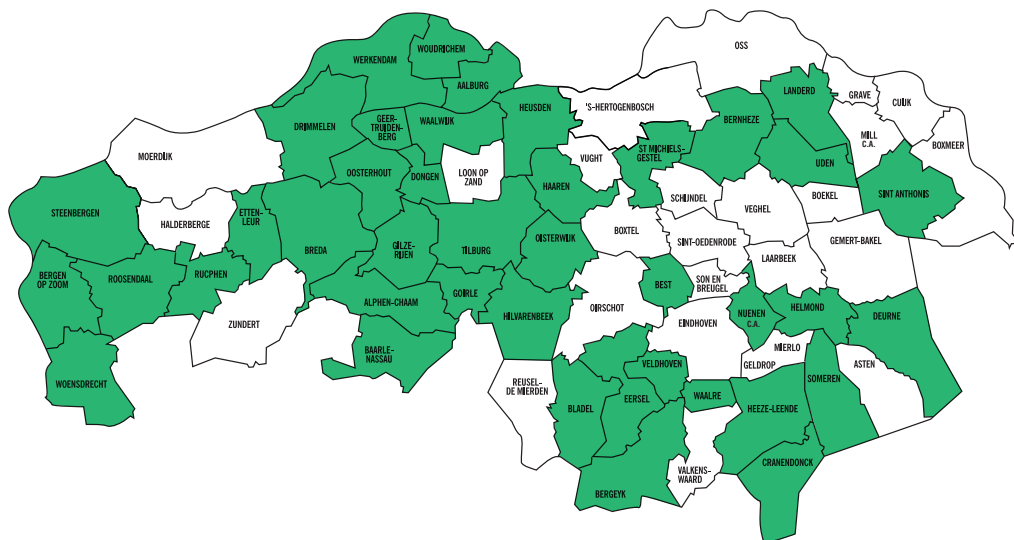 OSS
WOUDRICHEM
WERKENDAM
AALBURG
LANDERD
GRAVE
CUIJK
HEUSDEN
'S-HERTOGENBOSCH
DRIMMELEN
GEER-
TRUIDEN-
BERG
WAALWIJK
BERNHEZE
MILL
C.A.
BOXMEER
MOERDIJK
VUGHT
ST MICHIELS-
GESTEL
UDEN
OOSTERHOUT
DONGEN
LOON OP
ZAND
HAAREN
SINT ANTHONIS
SCHIJNDEL
BOEKEL
VEGHEL
STEENBERGEN
HALDERBERGE
ETTEN-
LEUR
BREDA
GILZE-
RIJEN
TILBURG
OISTERWIJK
BOXTEL
SINT-OEDENRODE
GEMERT-BAKEL
LAARBEEK
BERGEN
OP ZOOM
ROOSENDAAL
RUCPHEN
ALPHEN-CHAAM
GOIRLE
BEST
SON EN
BREUGEL
ZUNDERT
HILVARENBEEK
OIRSCHOT
EINDHOVEN
NUENEN
C.A.
HELMOND
DEURNE
BAARLE-
NASSAU
MIERLO
WOENSDRECHT
REUSEL-
DE MIERDEN
VELDHOVEN
GELDROP
ASTEN
SOMEREN
BLADEL
EERSEL
WAALRE
HEEZE-LEENDE
CRANENDONCK
VALKENS-
WAARD
BERGEYK